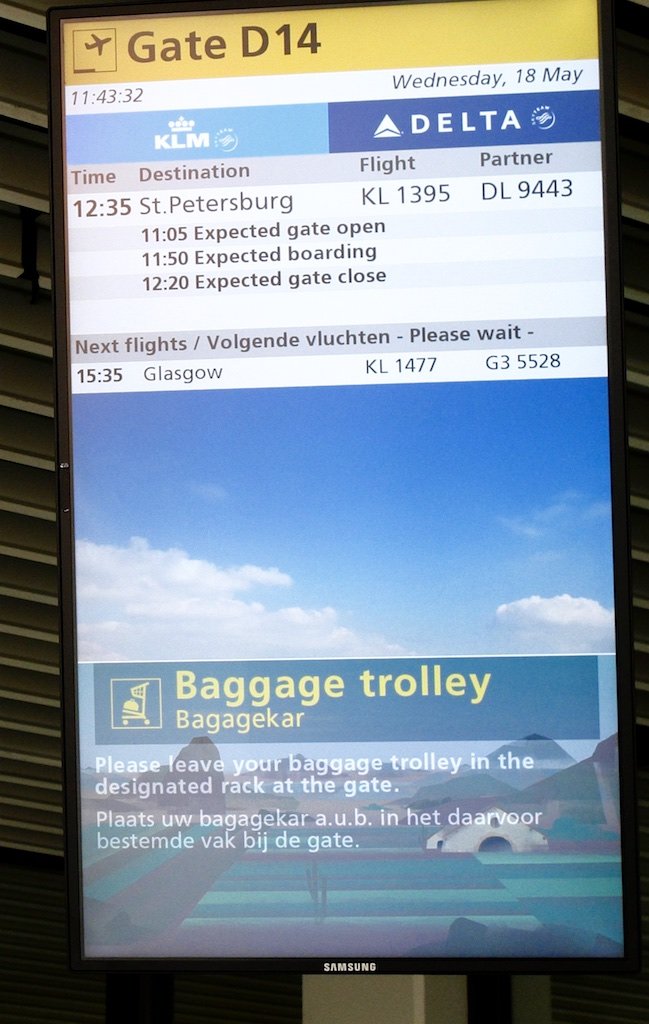 Gate D14
11:43:32 Wednesday, 18 May
KLM DELTA
Time Destination Flight Partner
12:35 St.Petersburg KL 1395 DL 9443
11:05 Expected gate open
11:50 Expected boarding
12:20 Expected gate close
Next flights / Volgende vluchten - Please wait -
15:35 Glasgow KL 1477 G3 5528
Baggage trolley
Bagagekar
Please leave your baggage trolley in the
designated rack at the gate.
Plaats uw bagagekar a.u.b. in het daarvoor
bestemde vak bij de gate.
SAMSUNG